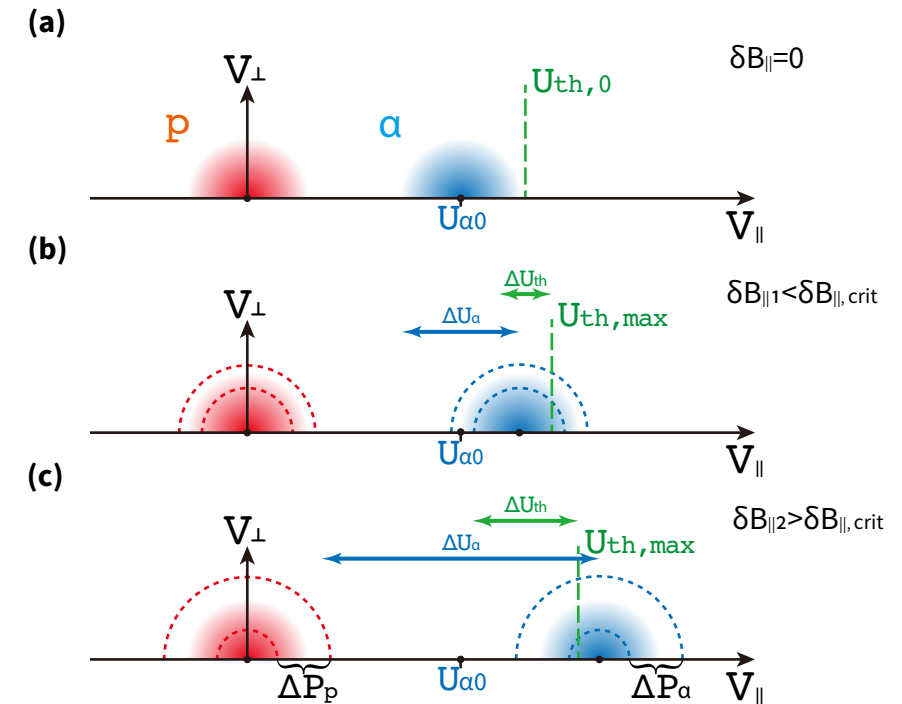 (a)
δB∥=0
V⊥
Uth,0
p
α
Uα0
V∥
(b)
ΔUth
δB∥1<δB∥,crit
V⊥
ΔUα
Uth,max
Uα0
V∥
(c)
ΔUth
δB∥2>δB∥,crit
V⊥
ΔUα
Uth,max
Uα0
ΔPp
ΔPα
V∥